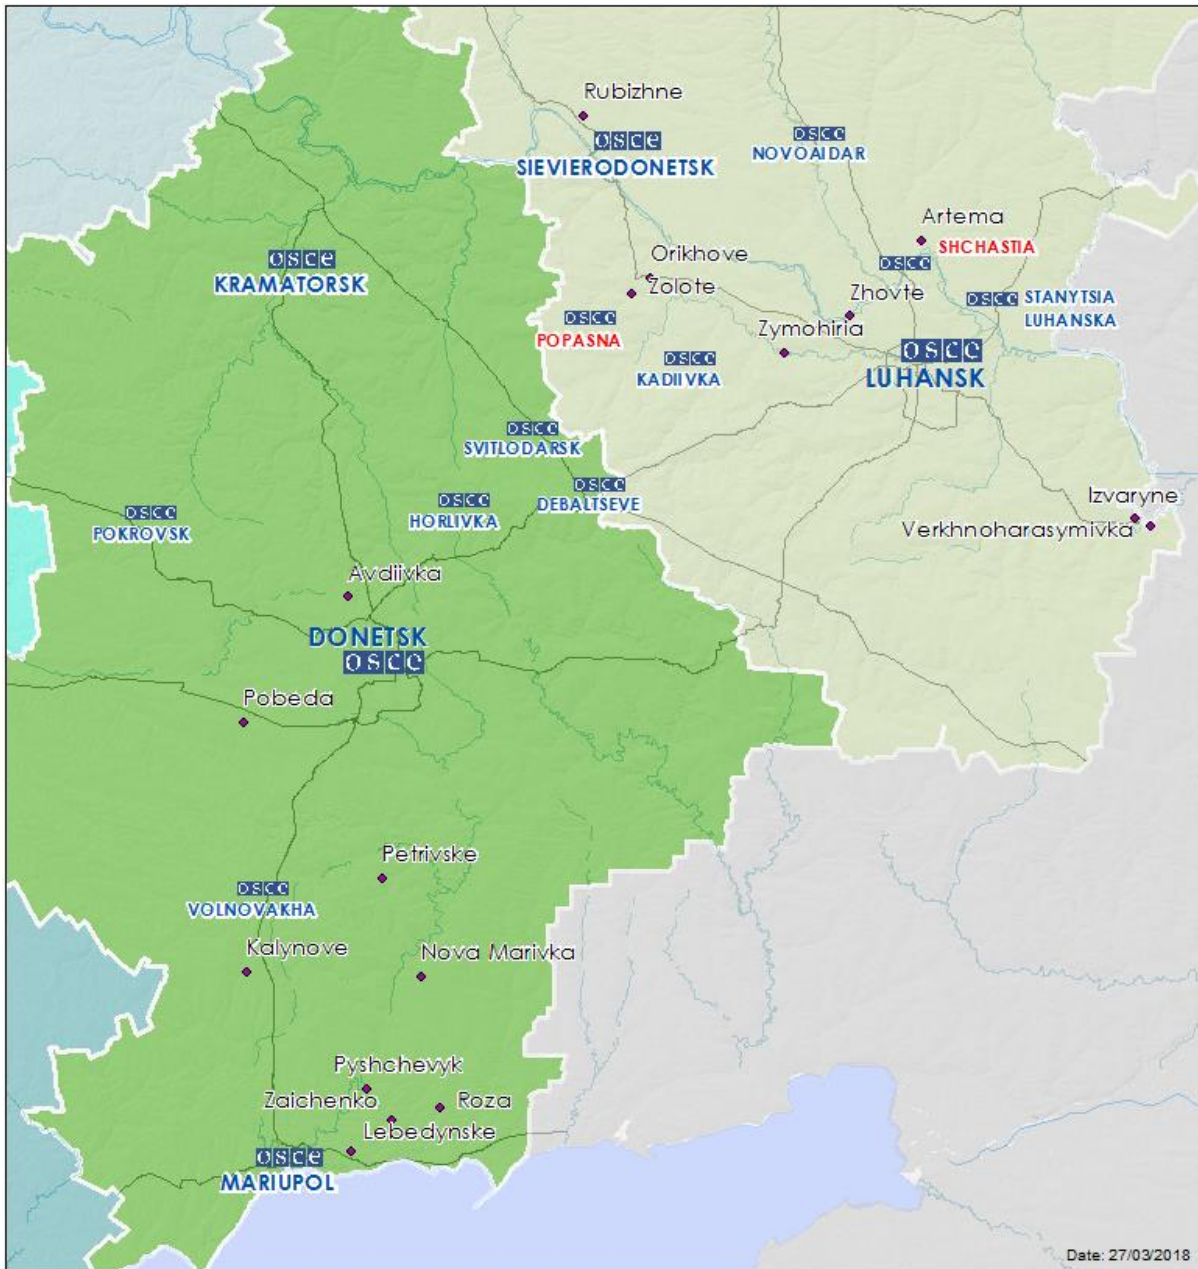 Rubizhne
osce
SIEVIERODONETSK
osce
NOVOAIDAR
Artema
SHCHASTIA
osce
Orikhove
Zolote
osce
KRAMATORSK
Zhovte
osce
STANYTSIA
LUHANSKA
osce
POPASNA
Zymohiria
osce
LUHANSK
osce
KADIIVKA
osce
SVITLODARSK
osce
DEBALTSEVE
osce
HORLIVKA
osce
POKROVSK
Izvaryne
Verkhnoharasymivka
Avdiivka
DONETSK
osce
Pobeda
Petrivske
osce
VOLNOVAKHA
Kalynove
Nova Marivka
Pyshchevyk
Zaichenko
Roza
Lebedynske
osce
MARIUPOL
Date: 27/03/2018